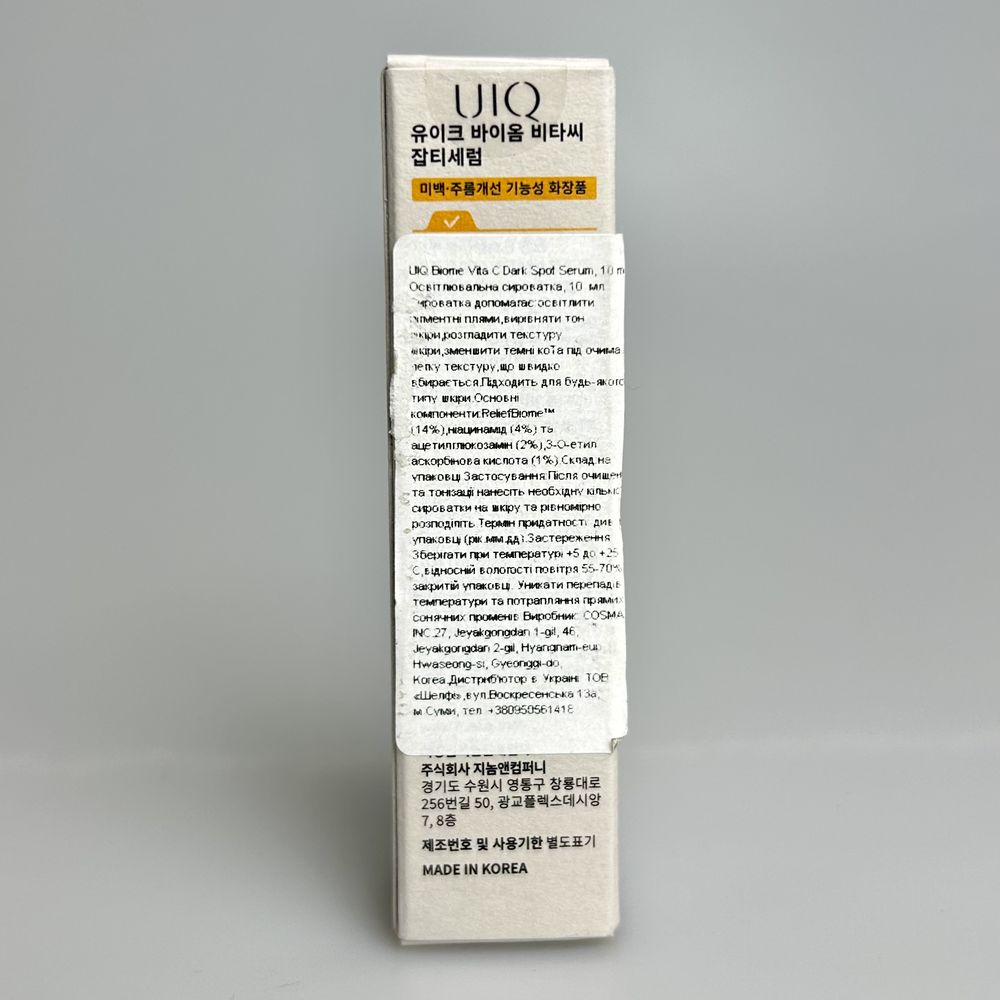 UIQ
유이크 바이옴 비타씨
잡티세럼
미백·주름개선 기능성 화장품
UIQ Biome Vita C Dark Spot Serum, 10 m
Освітлювальна сироватка, 10 мл
Сироватка допомагає освітлити
пігментні плями,вирівняти тон
шкіри,розгладити текстуру
шкіри,зменшити темні кола під очима
легку текстуру,що швидко
вбирається.Підходить для будь-якого
типу шкіри.Основні
компоненти:ReliefBiome™
(14%),ніацинамід (4%) та
ацетилглюкозамін (2%),3-О-етил
аскорбінова кислота (1%).Склад:на
упаковці Застосування:Після очищен
та тонізації нанесіть необхідну кількіс
сироватки на шкіру та рівномірно
розподіліть.Термін придатності див
упаковці (рік.мм.дд).Застереження
Зберігати при температурі +5 до +25
С,відносній вологості повітря 55-70%
закритій упаковці. Уникати перепадів
температури та потрапляння прямих
сонячних променів Виробник: COSMA
INC.27, Jeyakgongdan 1-gil, 46,
Jeyakgongdan 2-gil, Hyangnam-eup
Hwaseong-si, Gyeonggi-do,
Korea.Дистриб'ютор в Україні: ТОВ
«Шелфі»,вул.Воскресенська 13а,
м.Суми, тел. +380950561418
주식회사 지놈앤컴퍼니
경기도 수원시 영통구 창룡대로
256번길 50, 광교플렉스데시앙
7, 8층
제조번호 및 사용기한 별도표기
MADE IN KOREA